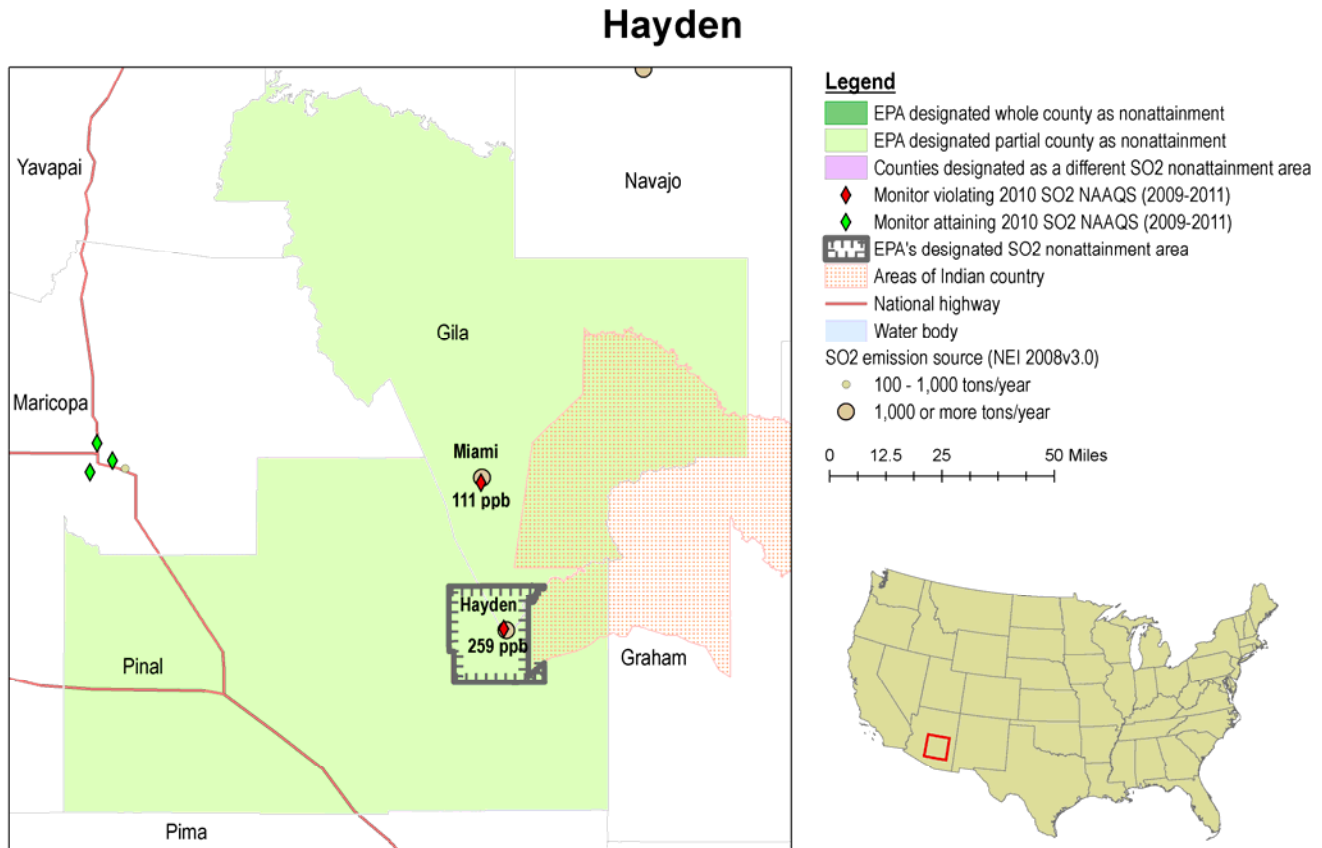 Hayden
Yavapai
Navajo
Gila
Maricopa
Miami
111 ppb
Hayden
259 ppb
Pinal
Graham
Pima
Legend
EPA designated whole county as nonattainment
EPA designated partial county as nonattainment
Counties designated as a different SO2 nonattainment area
Monitor violating 2010 SO2 NAAQS (2009-2011)
Monitor attaining 2010 SO2 NAAQS (2009-2011)
EPA's designated SO2 nonattainment area
Areas of Indian country
National highway
Water body
SO2 emission source (NEI 2008v3.0)
100 - 1,000 tons/year
1,000 or more tons/year
0 12.5 25 50 Miles